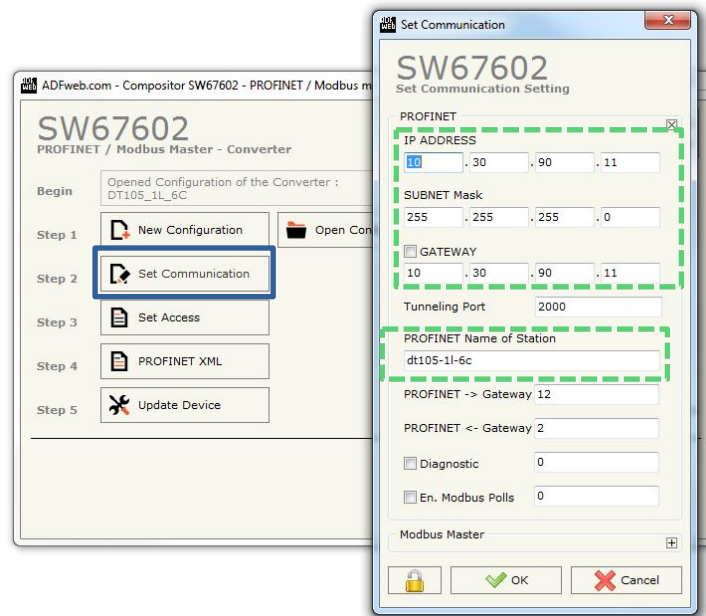 ADFweb.com - Compositor SW67602 - PROFINET / Modbus m
SW67602
PROFINET / Modbus Master - Converter
Begin
Opened Configuration of the Converter :
DT105_1L_6C
Step 1
New Configuration
Open Con
Step 2
Set Communication
Step 3
Set Access
Step 4
PROFINET XML
Step 5
Update Device
Set Communication
SW67602
Set Communication Setting
PROFINET
IP ADDRESS
10 . 30 . 90 . 11
SUBNET Mask
255 . 255 . 255 . 0
GATEWAY
10 . 30 . 90 . 11
Tunneling Port 2000
PROFINET Name of Station
dt105-1l-6c
PROFINET -> Gateway 12
PROFINET <- Gateway 2
Diagnostic 0
En. Modbus Polls 0
Modbus Master
OK
Cancel